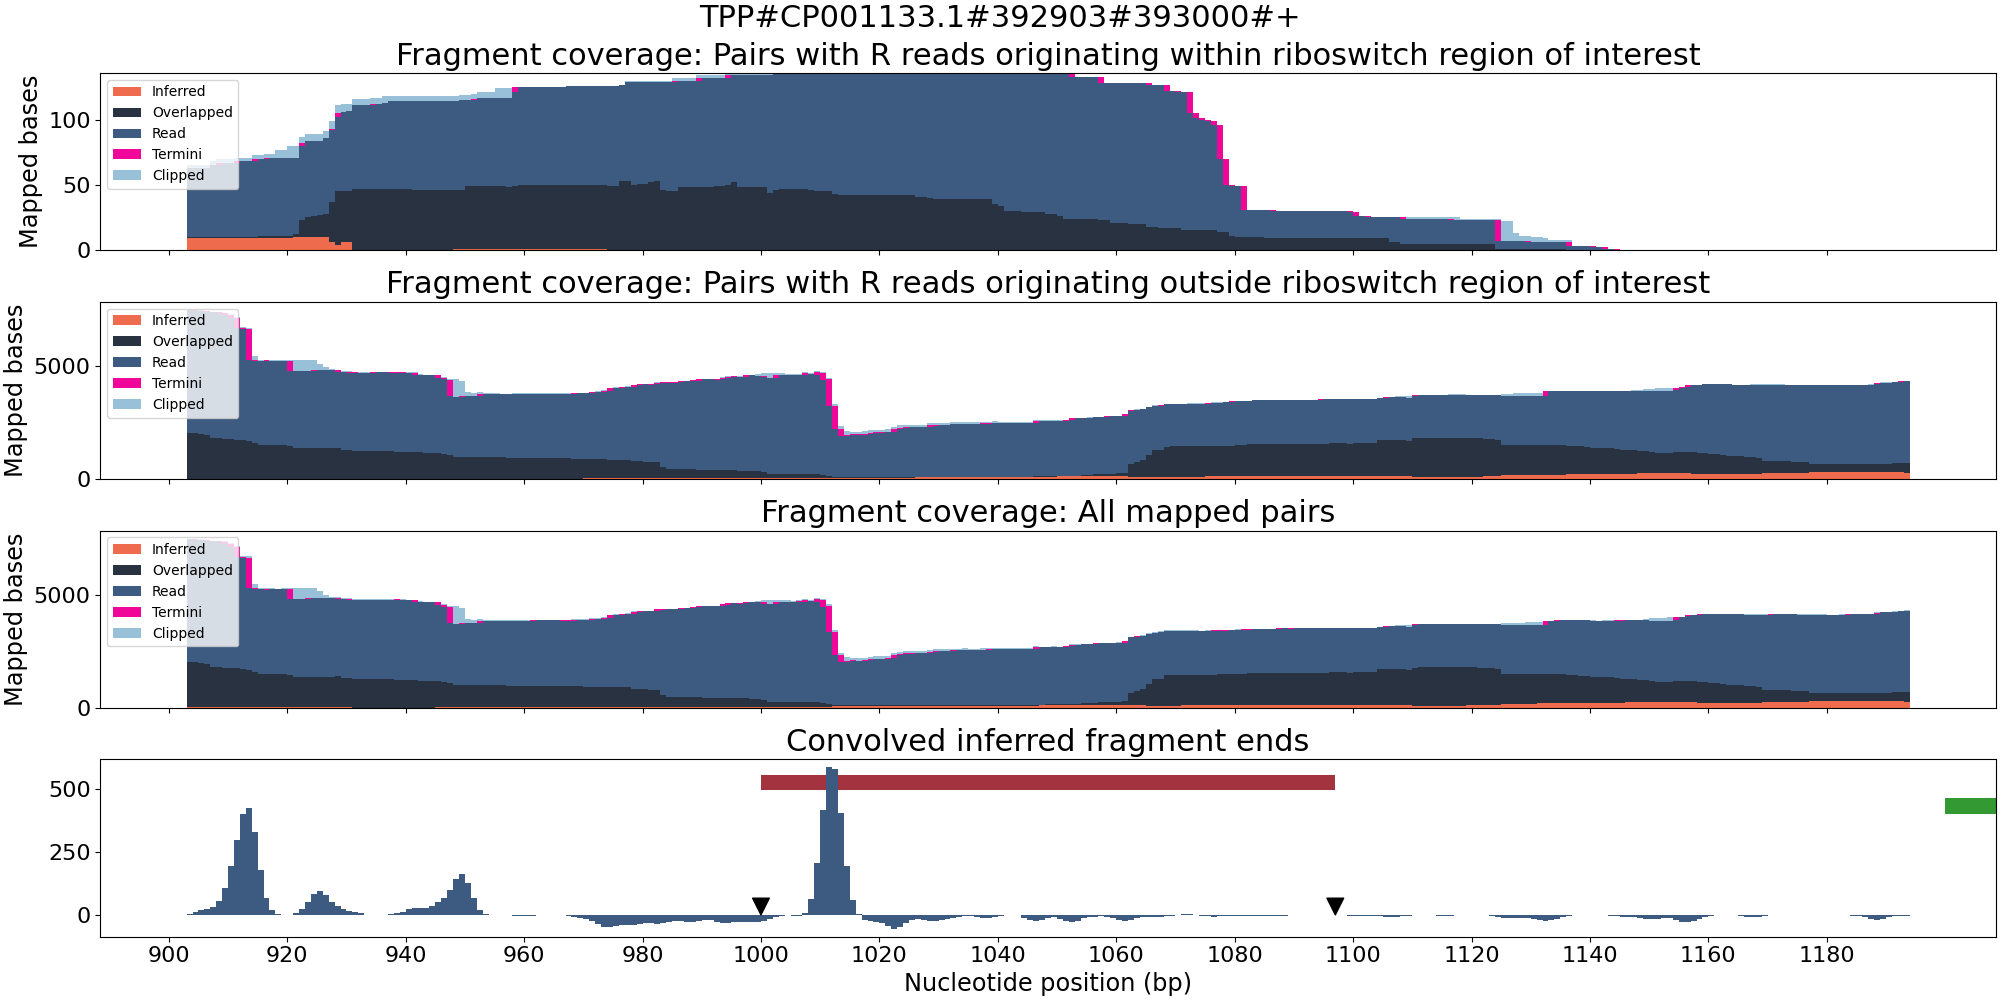 TPP#CP001133.1#392903#393000#+
Fragment coverage: Pairs with R reads originating within riboswitch region of interest
Mapped bases
100
50
0
Inferred
Overlapped
Read
Termini
Clipped
Fragment coverage: Pairs with R reads originating outside riboswitch region of interest
Mapped bases
5000
0
Inferred
Overlapped
Read
Termini
Clipped
Fragment coverage: All mapped pairs
Mapped bases
5000
0
Inferred
Overlapped
Read
Termini
Clipped
Convolved inferred fragment ends
500
250
0
900 920 940 960 980 1000 1020 1040 1060 1080 1100 1120 1140 1160 1180
Nucleotide position (bp)